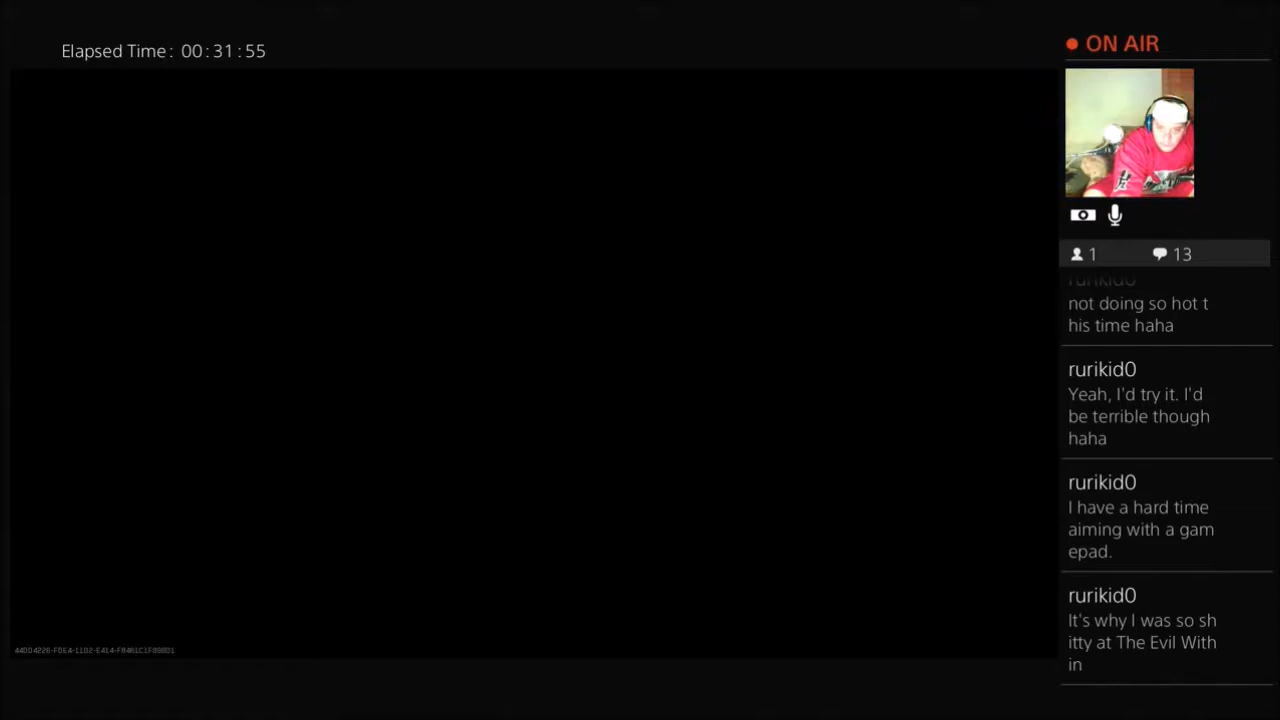 Elapsed Time: 00:31:55
ON AIR
1 13
rurikid0
not doing so hot t
his time haha
rurikid0
Yeah, I'd try it. I'd
be terrible though
haha
rurikid0
I have a hard time
aiming with a gam
epad.
rurikid0
It's why I was so sh
itty at The Evil With
in